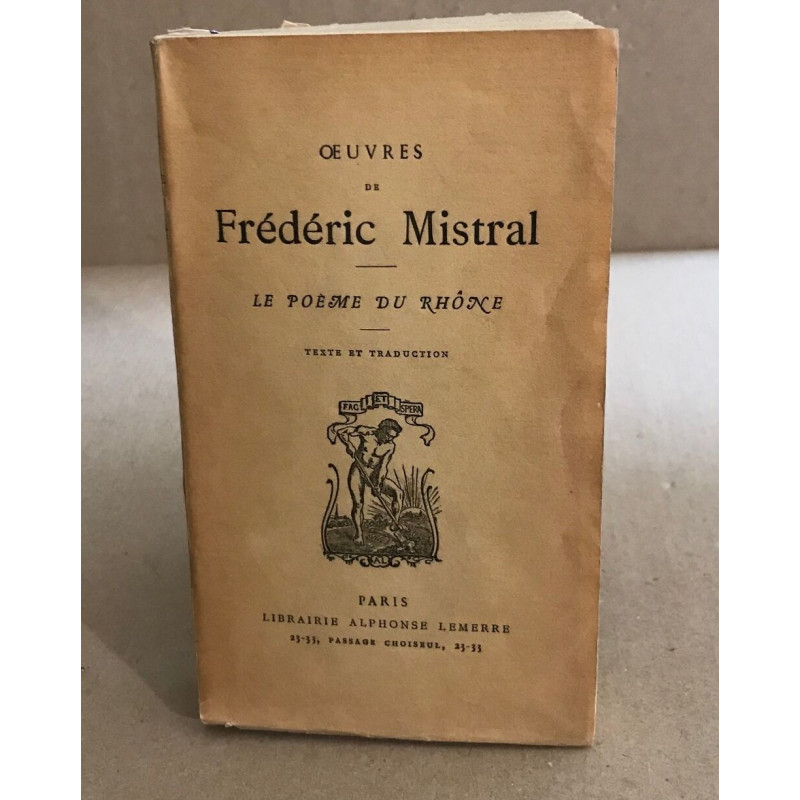 ŒUVRES
DE
Frédéric Mistral
LE POÈME DU RHÔNE
TEXTE ET TRADUCTION
FAC ET SPERA
AL
PARIS
LIBRAIRIE ALPHONSE LEMERRE
23-33, PASSAGE CHOISEUL, 23-33